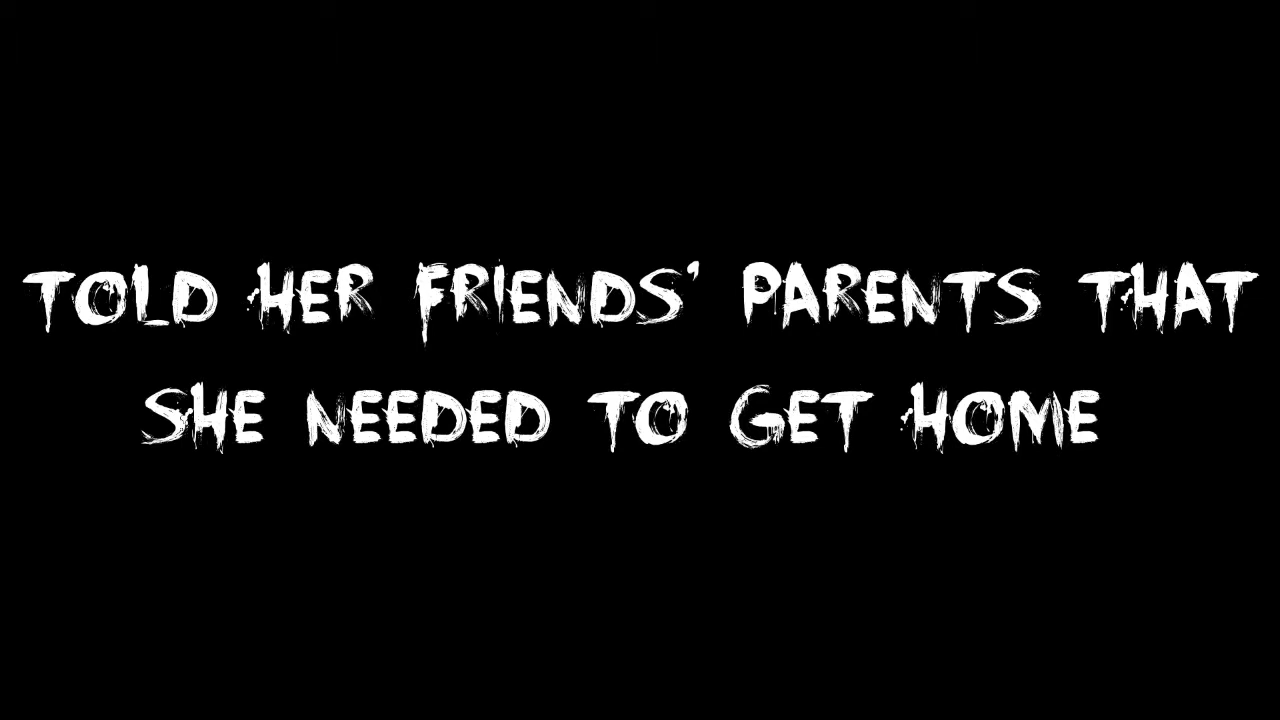 TOLD HER FRIENDS' PARENTS THAT
SHE NEEDED TO GET HOME